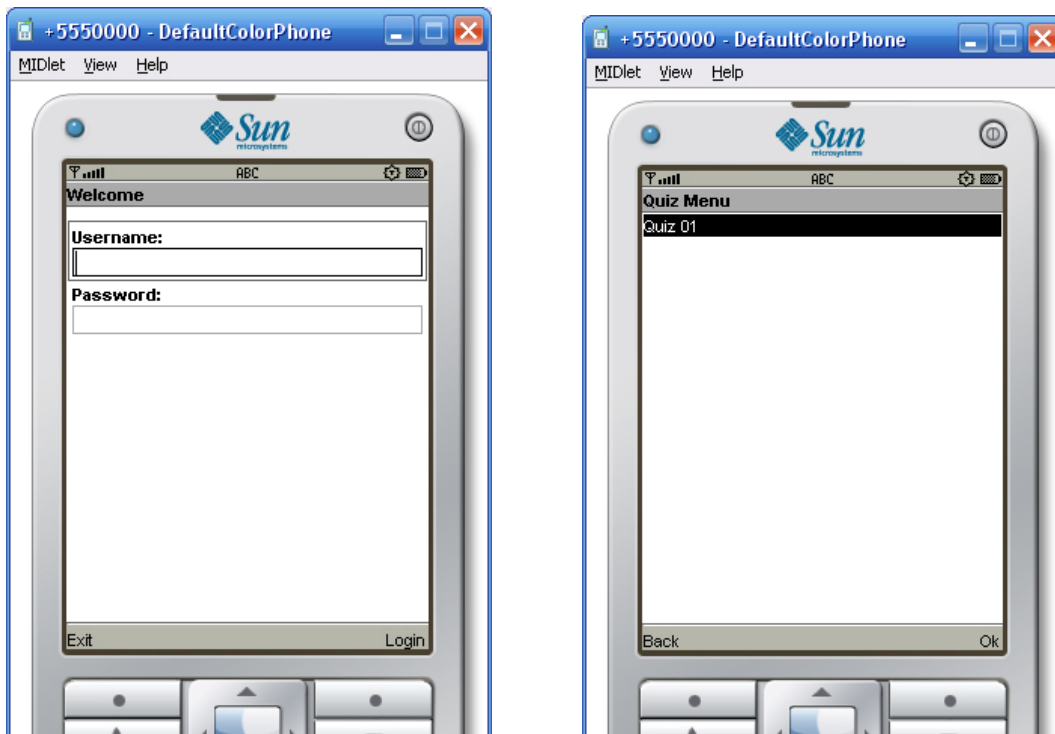 +5550000 - DefaultColorPhone
MIDlet View Help
Sun
microsystems
ABC
Welcome
Username:
Password:
Exit Login
+5550000 - DefaultColorPhone
MIDlet View Help
Sun
microsystems
ABC
Quiz Menu
Quiz 01
Back Ok